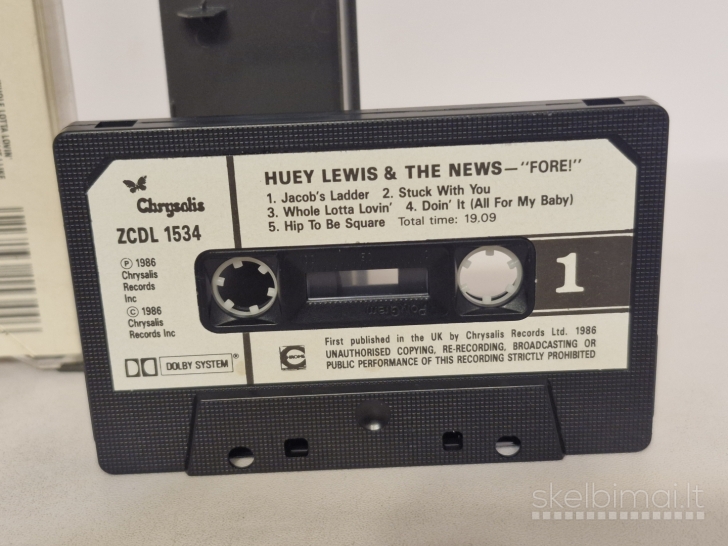 HUEY LEWIS & THE NEWS—"FORE!"
1. Jacob's Ladder 2. Stuck With You
3. Whole Lotta Lovin' 4. Doin' It (All For My Baby)
5. Hip To Be Square Total time: 19.09
Chrysalis
ZCDL 1534
Ⓟ 1986
Chrysalis
Records
Inc
© 1986
Chrysalis
Records Inc
DOLBY SYSTEM®
1
First published in the UK by Chrysalis Records Ltd. 1986
UNAUTHORISED COPYING, RE-RECORDING, BROADCASTING OR
PUBLIC PERFORMANCE OF THIS RECORDING STRICTLY PROHIBITED
skelbimai.lt